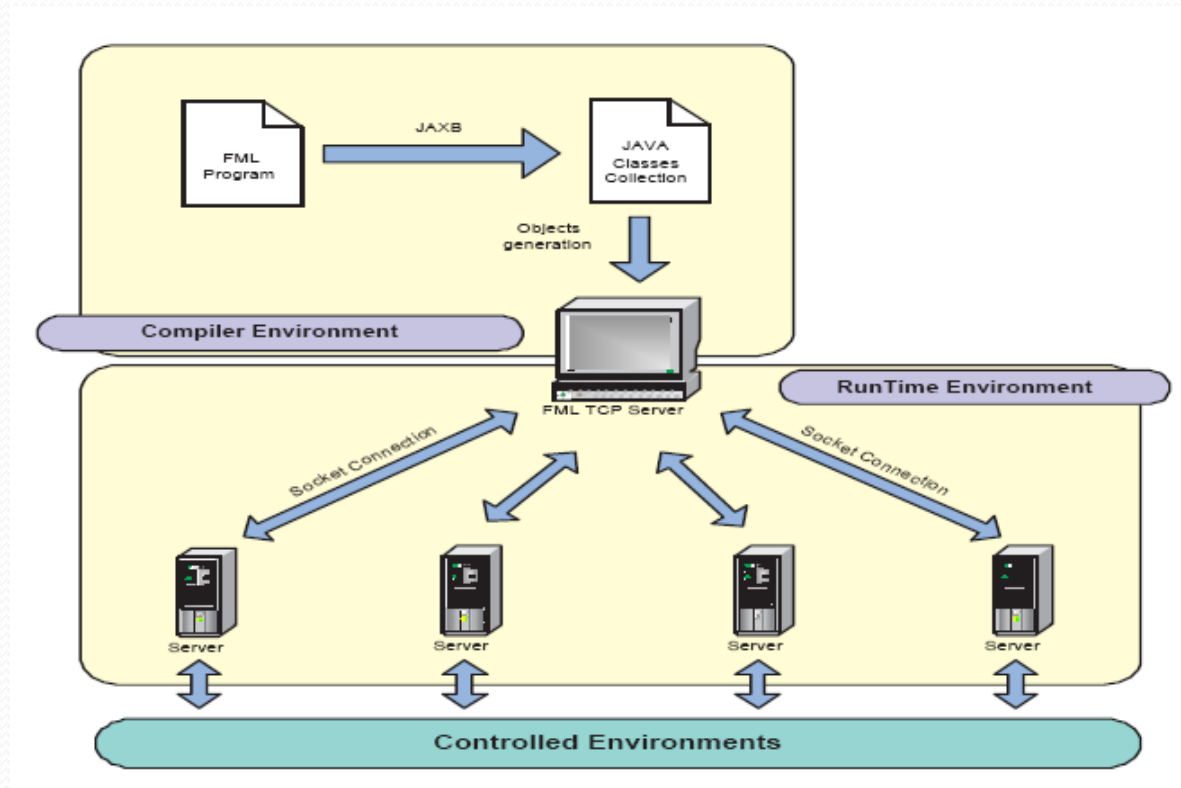 FML
Program
JAXB
JAVA
Classes
Collection
Objects
generation
Compiler Environment
FML TCP Server
RunTime Environment
Socket Connection
Socket Connection
Server
Server
Server
Server
Controlled Environments